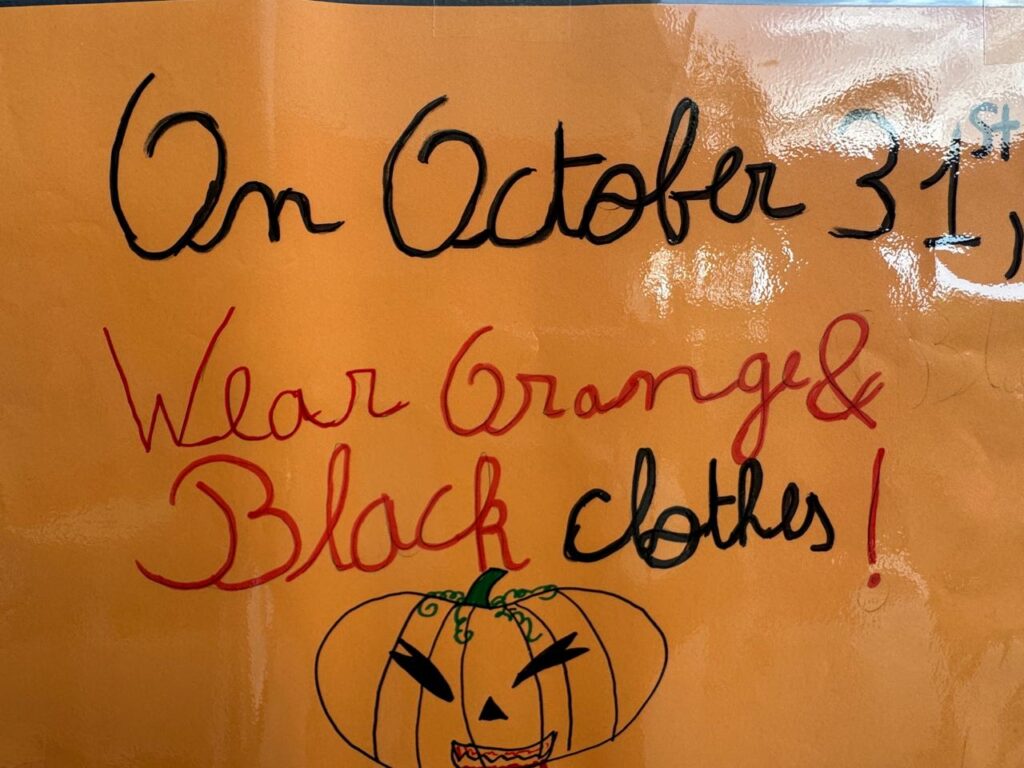 On October 31st,
Wear Orange &
Black clothes!